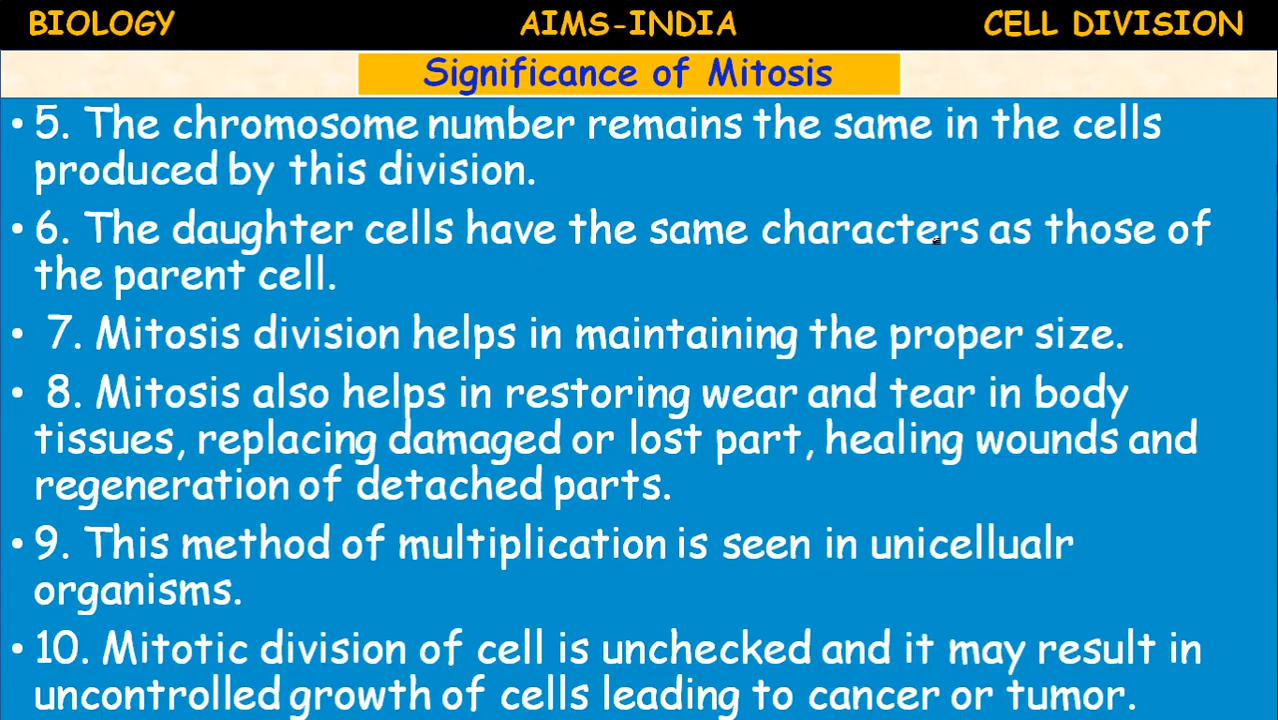 BIOLOGY AIMS-INDIA CELL DIVISION
Significance of Mitosis
• 5. The chromosome number remains the same in the cells
produced by this division.
• 6. The daughter cells have the same characters as those of
the parent cell.
• 7. Mitosis division helps in maintaining the proper size.
• 8. Mitosis also helps in restoring wear and tear in body
tissues, replacing damaged or lost part, healing wounds and
regeneration of detached parts.
• 9. This method of multiplication is seen in unicellualr
organisms.
• 10. Mitotic division of cell is unchecked and it may result in
uncontrolled growth of cells leading to cancer or tumor.